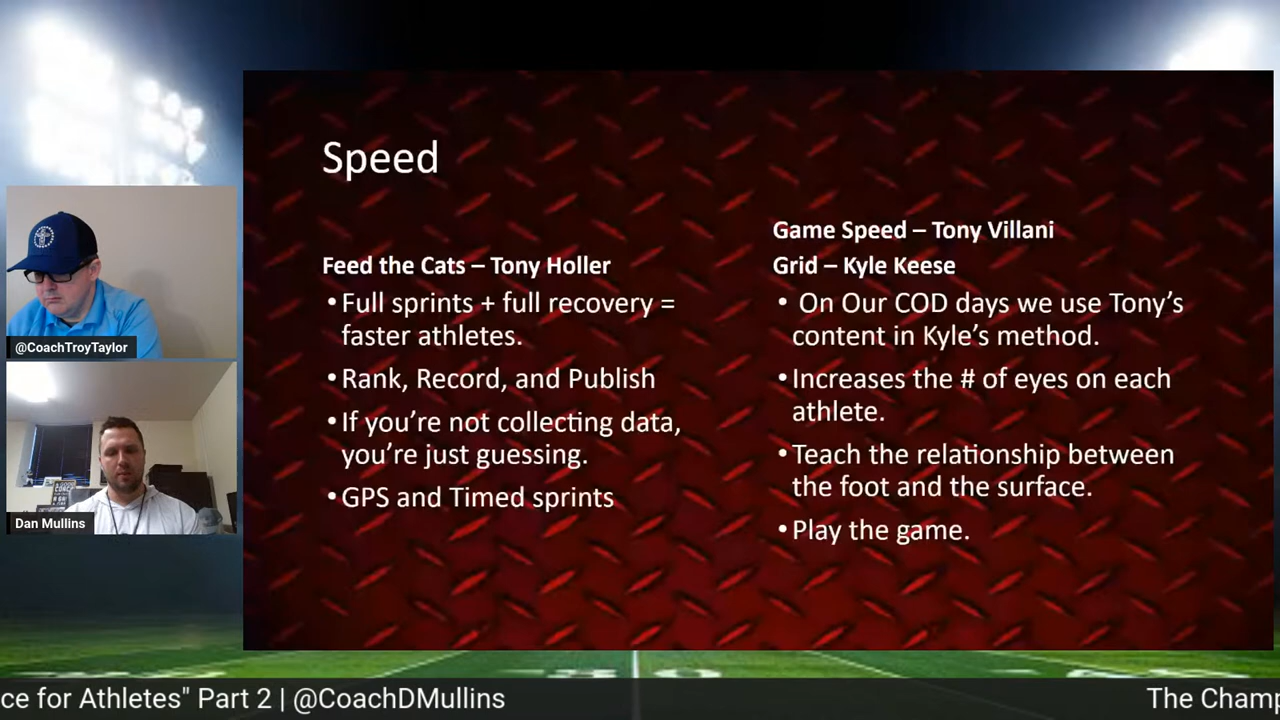 Speed
Feed the Cats – Tony Holler
• Full sprints + full recovery =
faster athletes.
• Rank, Record, and Publish
• If you’re not collecting data,
you’re just guessing.
• GPS and Timed sprints
Game Speed – Tony Villani
Grid – Kyle Keese
• On Our COD days we use Tony’s
content in Kyle’s method.
• Increases the # of eyes on each
athlete.
• Teach the relationship between
the foot and the surface.
• Play the game.
@CoachTroyTaylor
Dan Mullins
ce for Athletes" Part 2 | @CoachDMullins
The Champ